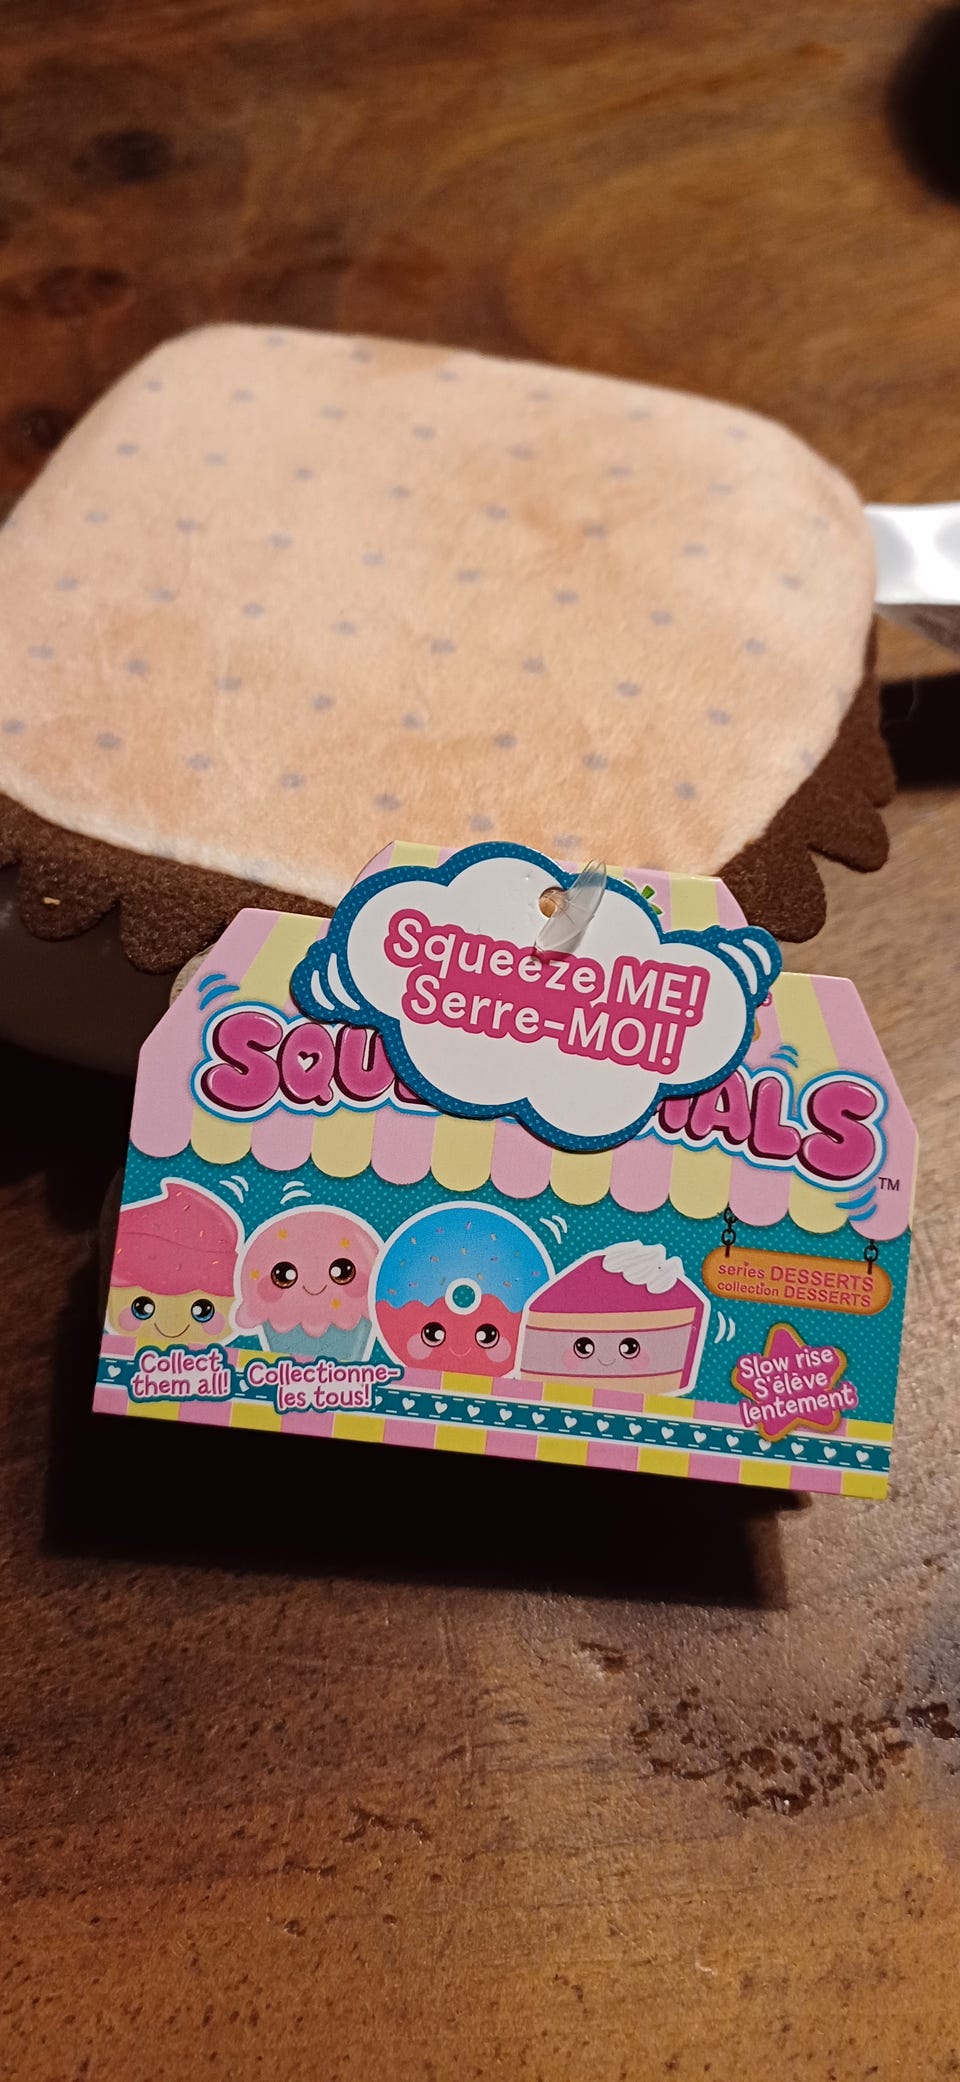 Squeeze ME!
Serre-MOI!
TM
series DESSERTS
collection DESSERTS
Slow rise
S'élève
lentement
Collect
them all!
Collectionne-
les tous!